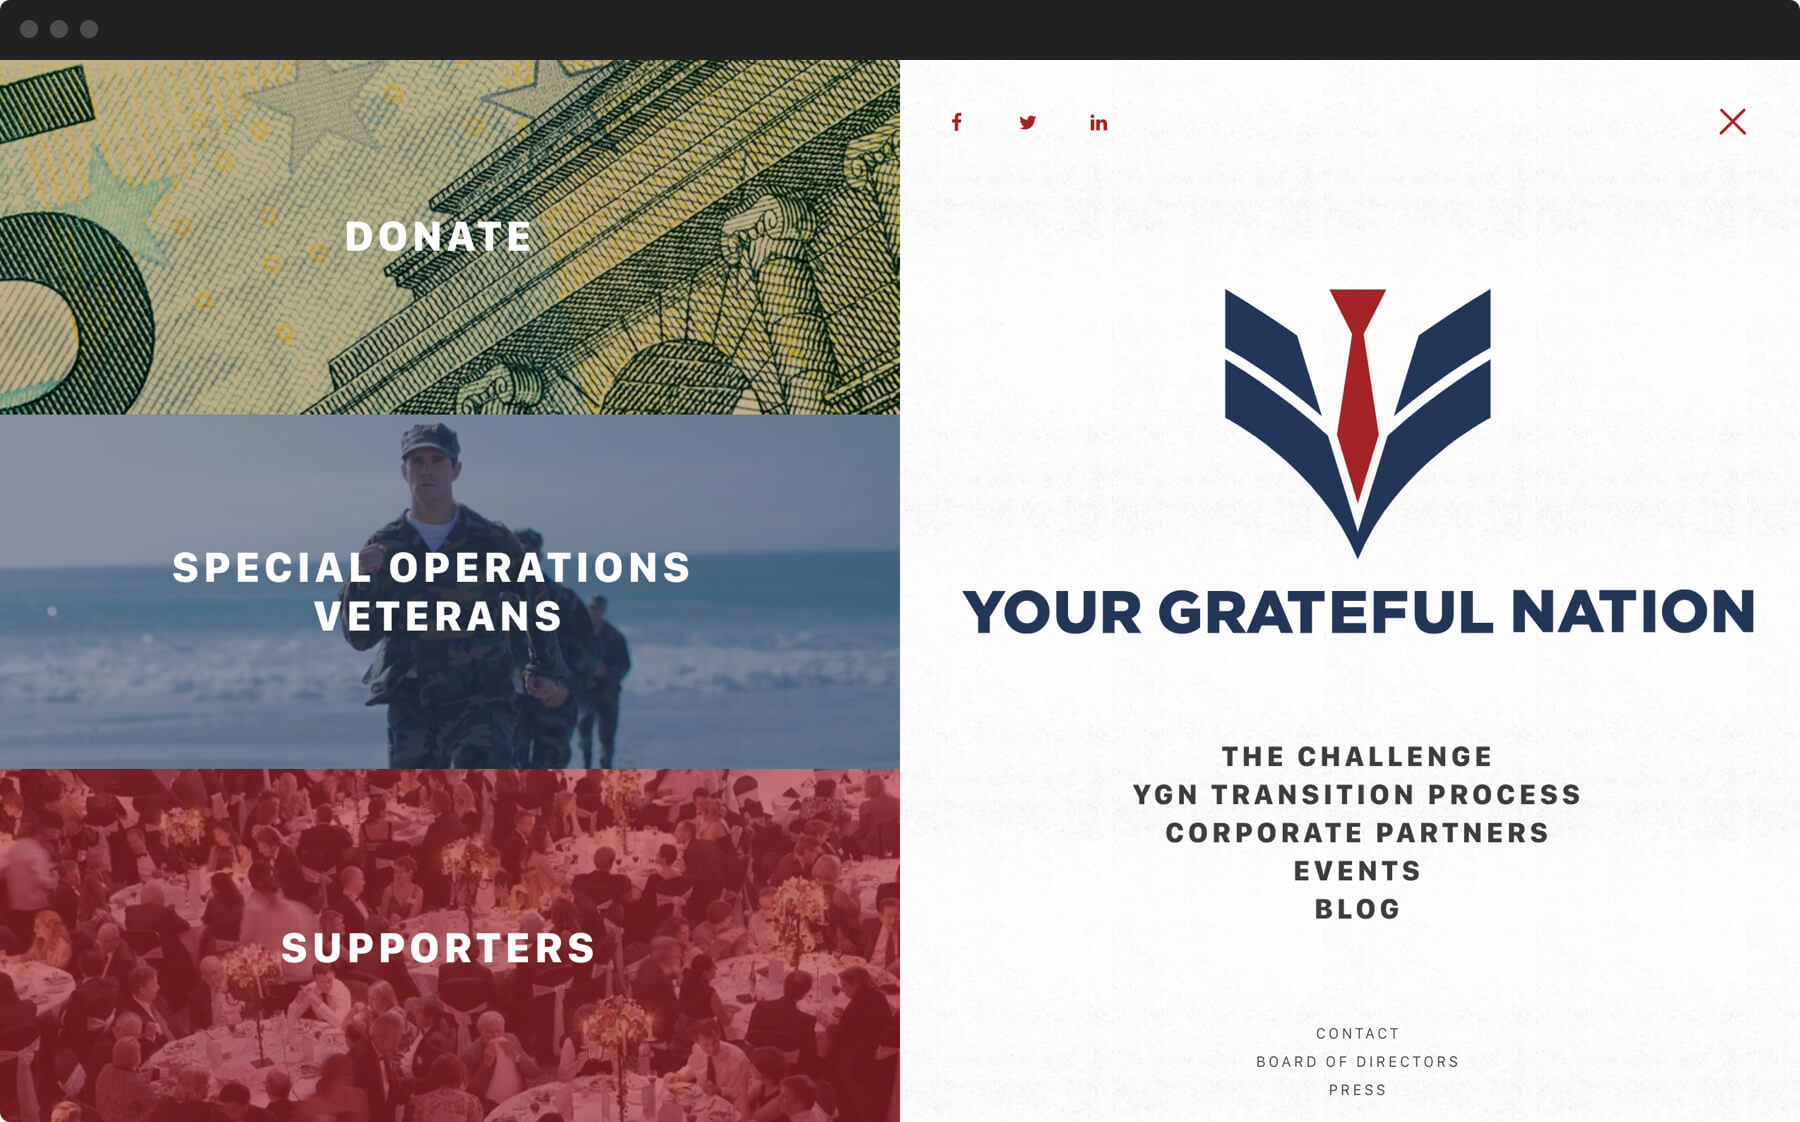 DONATE
SPECIAL OPERATIONS
VETERANS
SUPPORTERS
YOUR GRATEFUL NATION
THE CHALLENGE
YGN TRANSITION PROCESS
CORPORATE PARTNERS
EVENTS
BLOG
CONTACT
BOARD OF DIRECTORS
PRESS